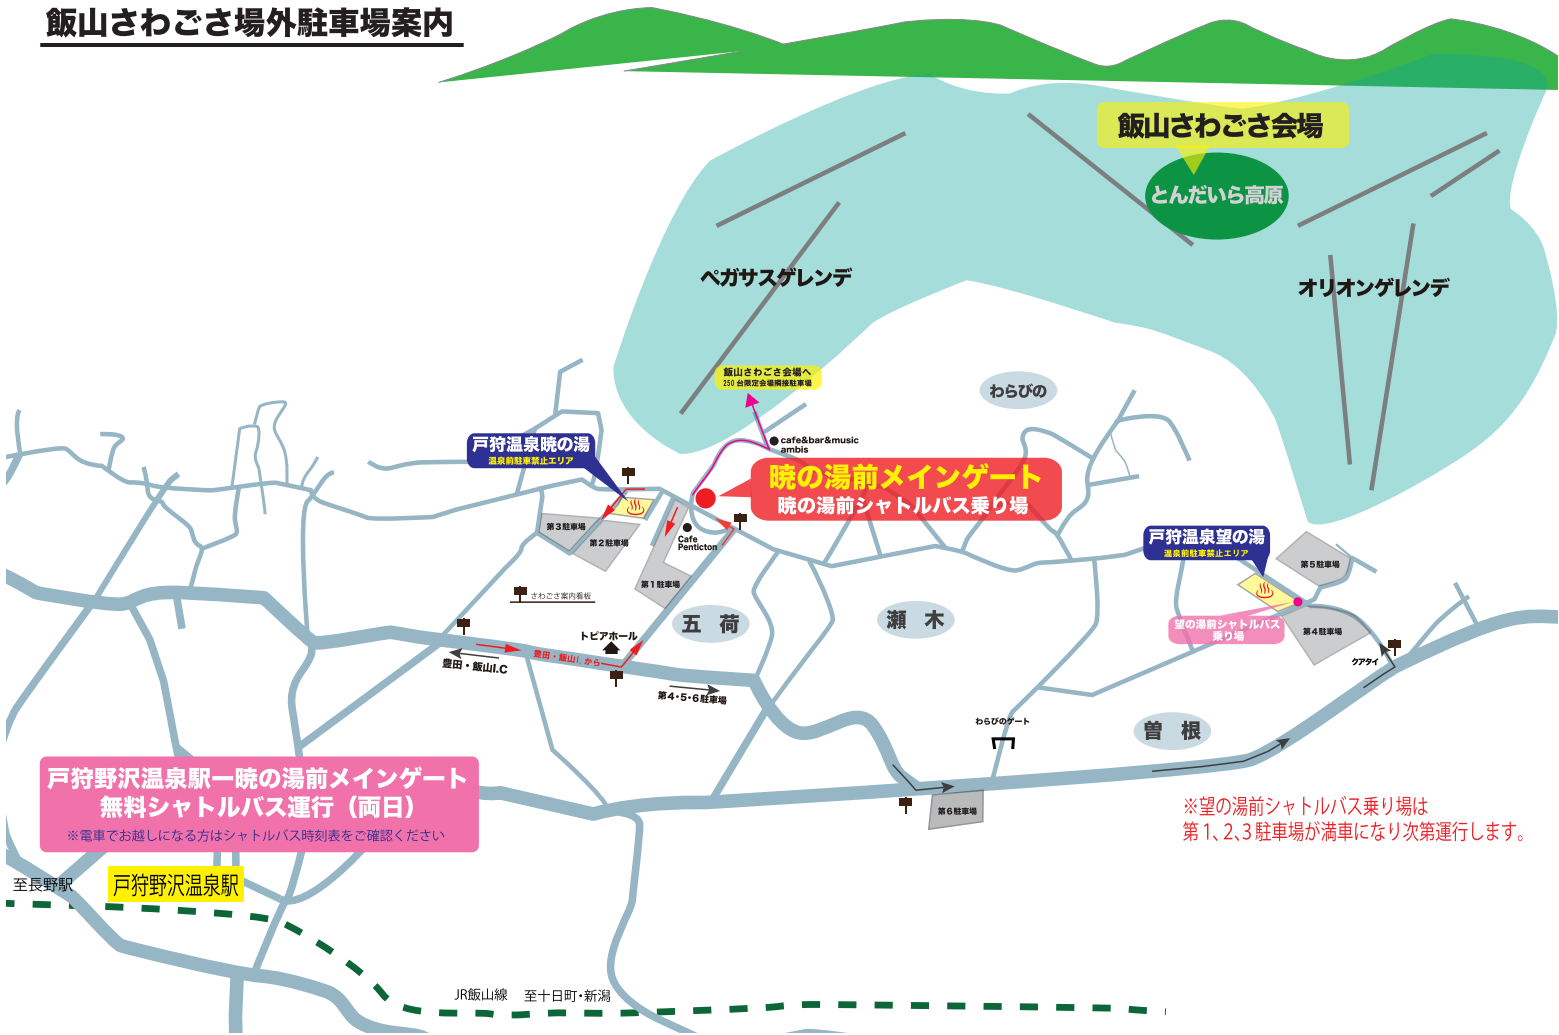 飯山さわごさ場外駐車場案内
飯山さわごさ会場
とんだいら高原
ペガサスゲレンデ
オリオンゲレンデ
飯山さわごさ会場へ
250台限定会場隣接駐車場
わらびの
cafe&bar&music
ambis
戸狩温泉暁の湯
温泉前駐車禁止エリア
暁の湯前メインゲート
暁の湯前シャトルバス乗り場
第3駐車場
第2駐車場
Cafe
Penticton
第1駐車場
さわごさ案内看板
戸狩温泉望の湯
温泉前駐車禁止エリア
第5駐車場
望の湯前シャトルバス
乗り場
第4駐車場
クアタイ
五荷
瀬木
トピアホール
豊田・飯山I.から
豊田・飯山I.C
第4・5・6駐車場
わらびのゲート
曽根
第6駐車場
戸狩野沢温泉駅ー暁の湯前メインゲート
無料シャトルバス運行（両日）
※電車でお越しになる方はシャトルバス時刻表をご確認ください
※望の湯前シャトルバス乗り場は
第1、2、3駐車場が満車になり次第運行します。
至長野駅
戸狩野沢温泉駅
JR飯山線
至十日町・新潟